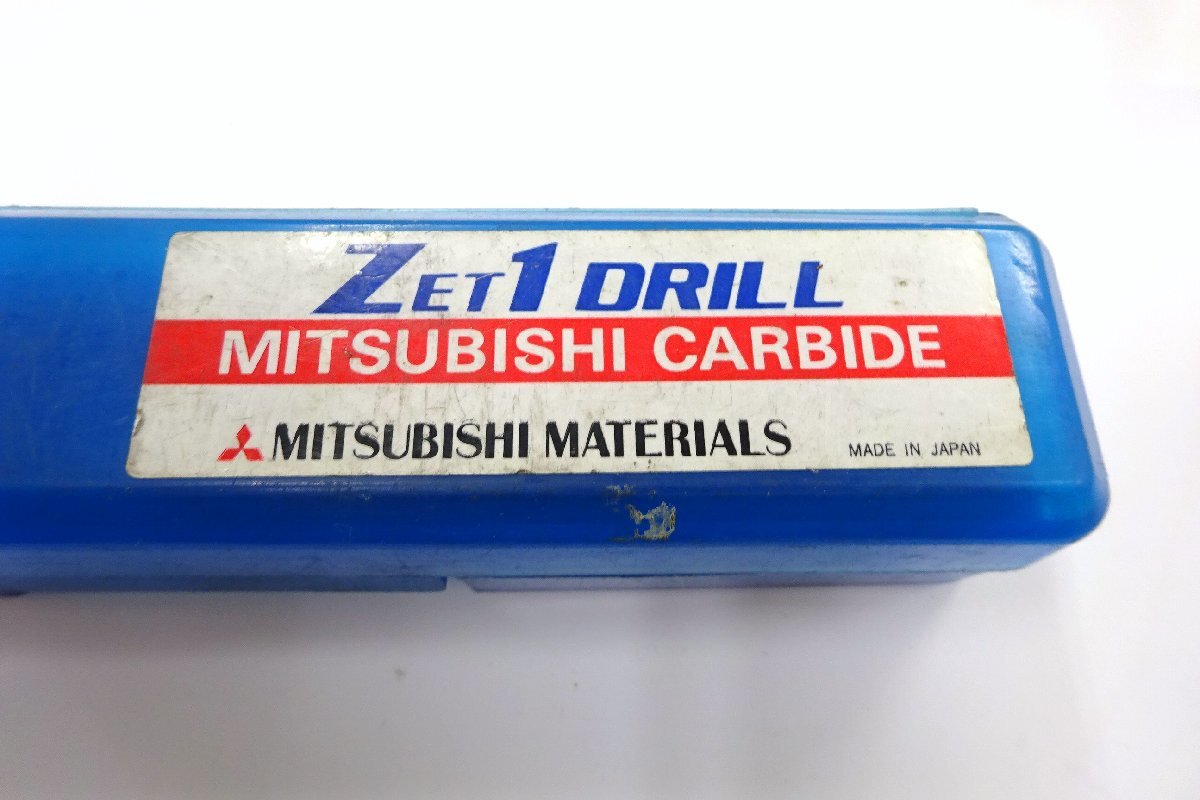 ZET1 DRILL
MITSUBISHI CARBIDE
MITSUBISHI MATERIALS
MADE IN JAPAN